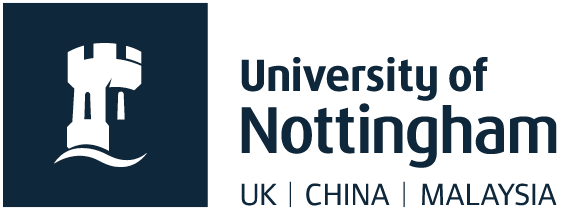 University of
Nottingham
UK | CHINA | MALAYSIA